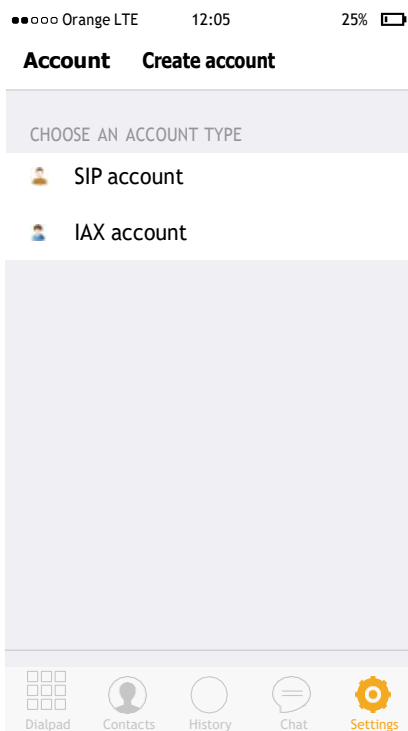 Orange LTE 12:05 25%
Account Create account
CHOOSE AN ACCOUNT TYPE
SIP account
IAX account
Dialpad Contacts History Chat Settings